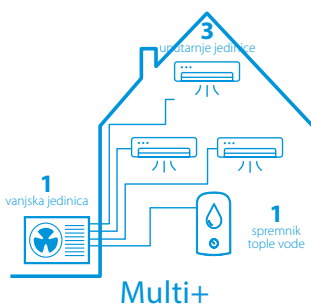 3
unutarnje jedinice
1
vanjska jedinica
1
spremnik
tople vode
Multi+